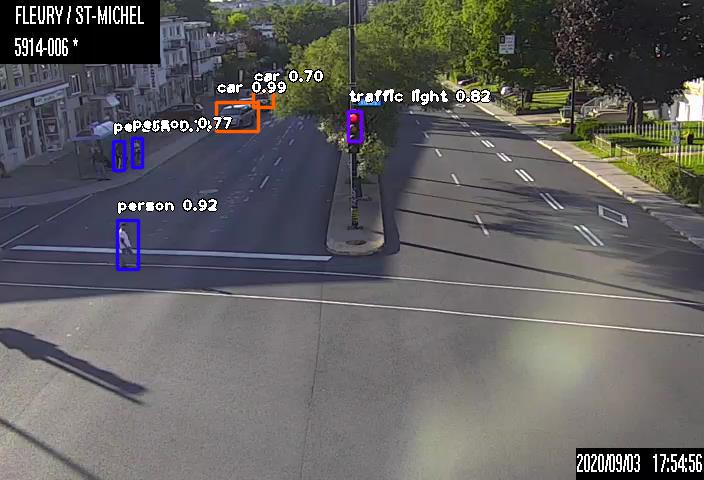 FLEURY / ST-MICHEL
5914-006 *
car 0.70
car 0.99
traffic light 0.82
person 0.77
person 0.92
2020/09/03 17:54:56